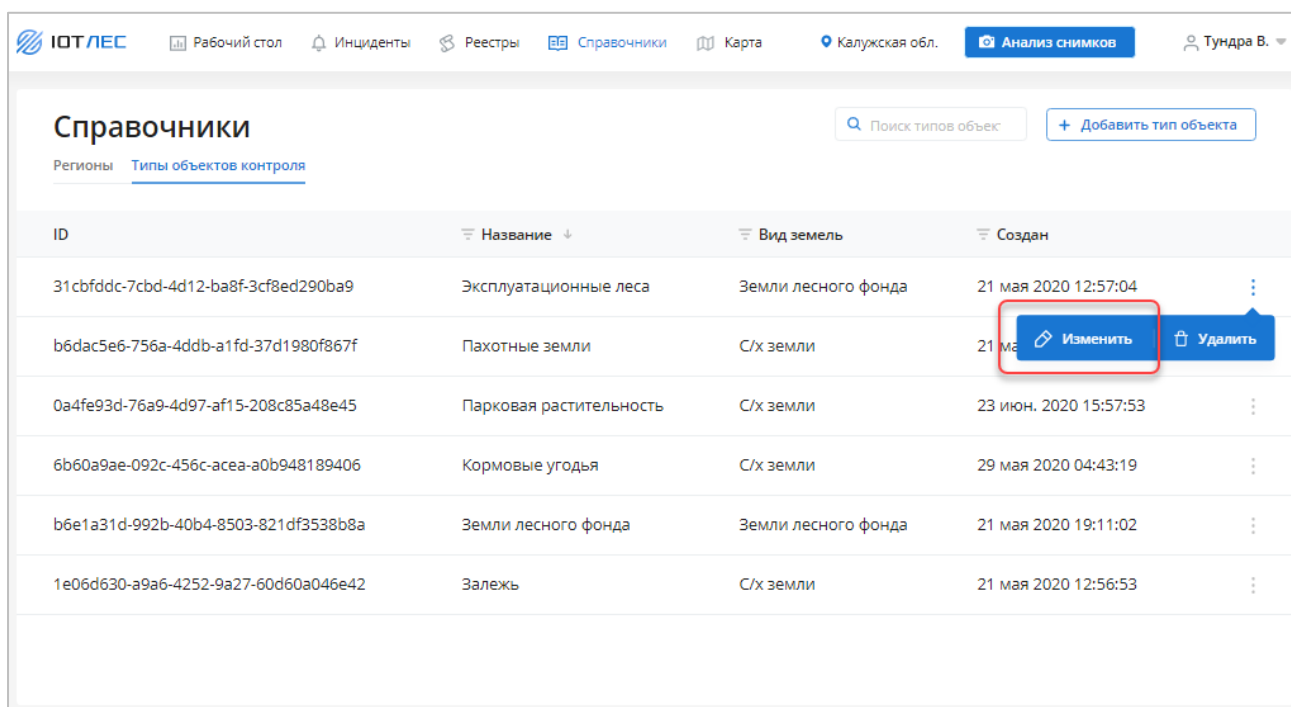 IOT ЛЕС Рабочий стол Инциденты Реестры Справочники Карта Калужская обл. Анализ снимков Тундра В.
Справочники Поиск типов объек + Добавить тип объекта
Регионы Типы объектов контроля
ID Название Вид земель Создан
31cbfddc-7cbd-4d12-ba8f-3cf8ed290ba9 Эксплуатационные леса Земли лесного фонда 21 мая 2020 12:57:04
b6dac5e6-756a-4ddb-a1fd-37d1980f867f Пахотные земли С/х земли 21 ма Изменить Удалить
0a4fe93d-76a9-4d97-af15-208c85a48e45 Парковая растительность С/х земли 23 июн. 2020 15:57:53
6b60a9ae-092c-456c-acea-a0b948189406 Кормовые угодья С/х земли 29 мая 2020 04:43:19
b6e1a31d-992b-40b4-8503-821df3538b8a Земли лесного фонда Земли лесного фонда 21 мая 2020 19:11:02
1e06d630-a9a6-4252-9a27-60d60a046e42 Залежь С/х земли 21 мая 2020 12:56:53